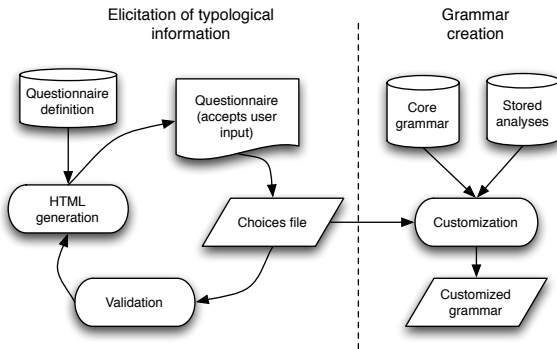 Elicitation of typological
information
Grammar
creation
Questionnaire
definition
Questionnaire
(accepts user
input)
Core
grammar
Stored
analyses
HTML
generation
Choices file
Customization
Validation
Customized
grammar